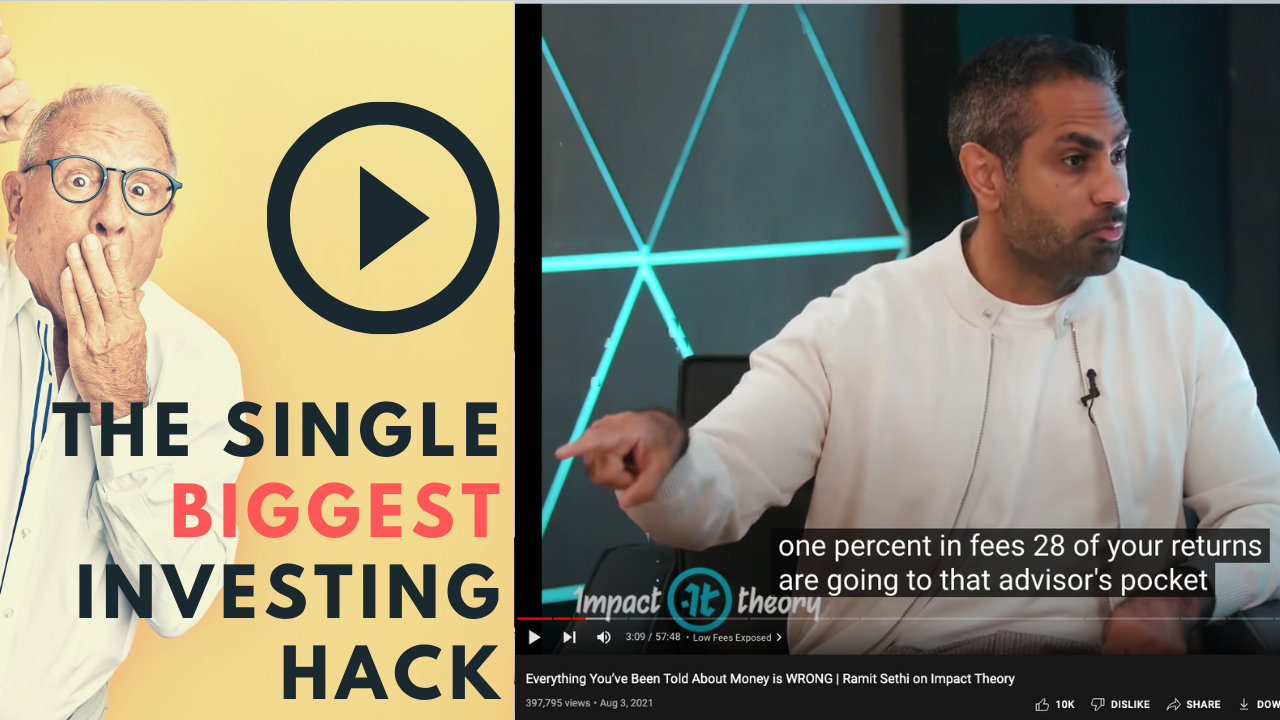 THE SINGLE
BIGGEST
INVESTING
HACK
one percent in fees 28 of your returns
are going to that advisor's pocket
Impact it theory
3:09 / 57:48 • Low Fees Exposed >
Everything You've Been Told About Money is WRONG | Ramit Sethi on Impact Theory
397,795 views • Aug 3, 2021
10K DISLIKE SHARE DOW